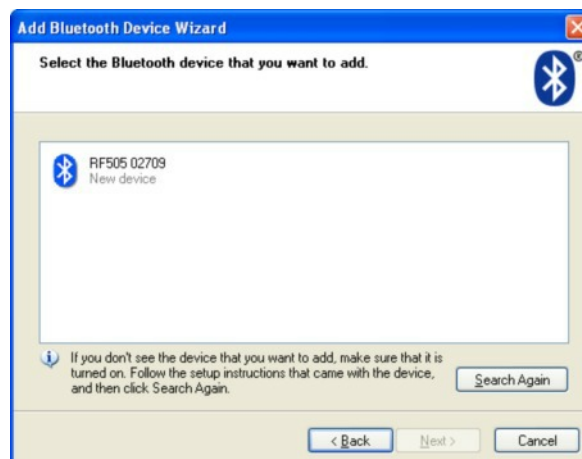 Add Bluetooth Device Wizard
Select the Bluetooth device that you want to add.
®
RF505 02709
New device
If you don't see the device that you want to add, make sure that it is
turned on. Follow the setup instructions that came with the device,
and then click Search Again.
Search Again
< Back
Next >
Cancel